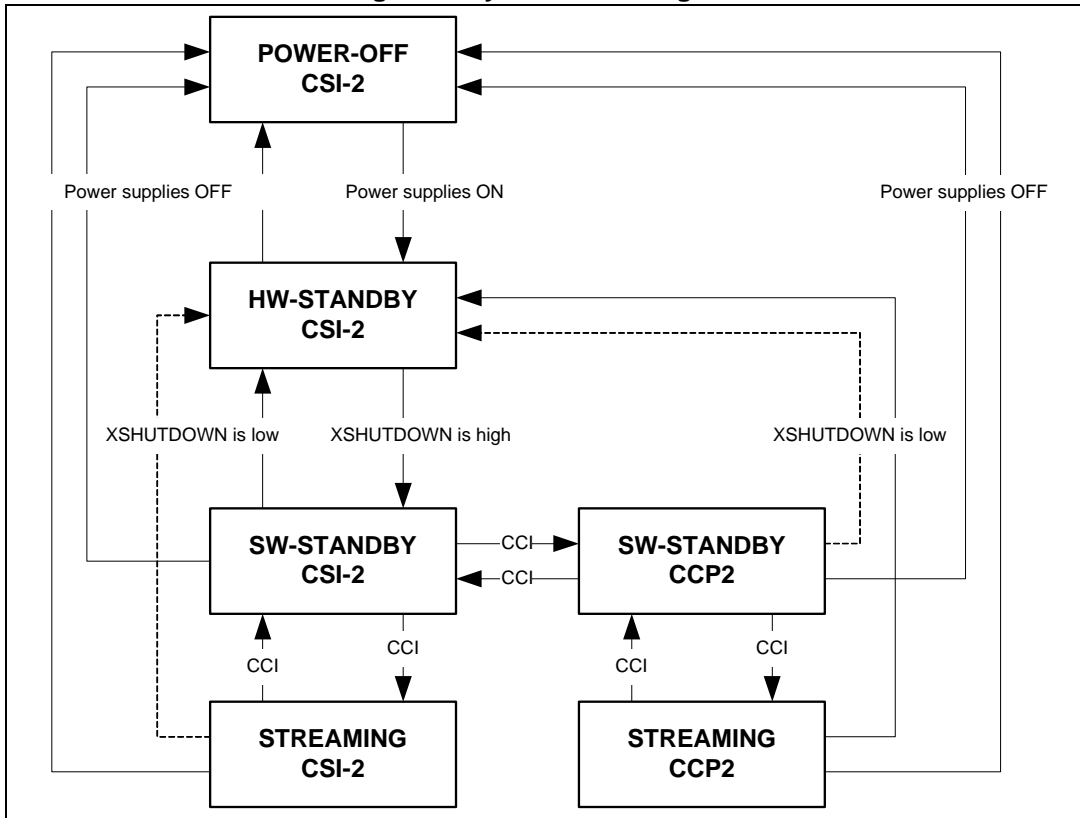 POWER-OFF
CSI-2
Power supplies OFF
Power supplies ON
Power supplies OFF
HW-STANDBY
CSI-2
XSHUTDOWN is low
XSHUTDOWN is high
XSHUTDOWN is low
SW-STANDBY
CSI-2
CCI
CCI
SW-STANDBY
CCP2
CCI
CCI
CCI
CCI
STREAMING
CSI-2
STREAMING
CCP2